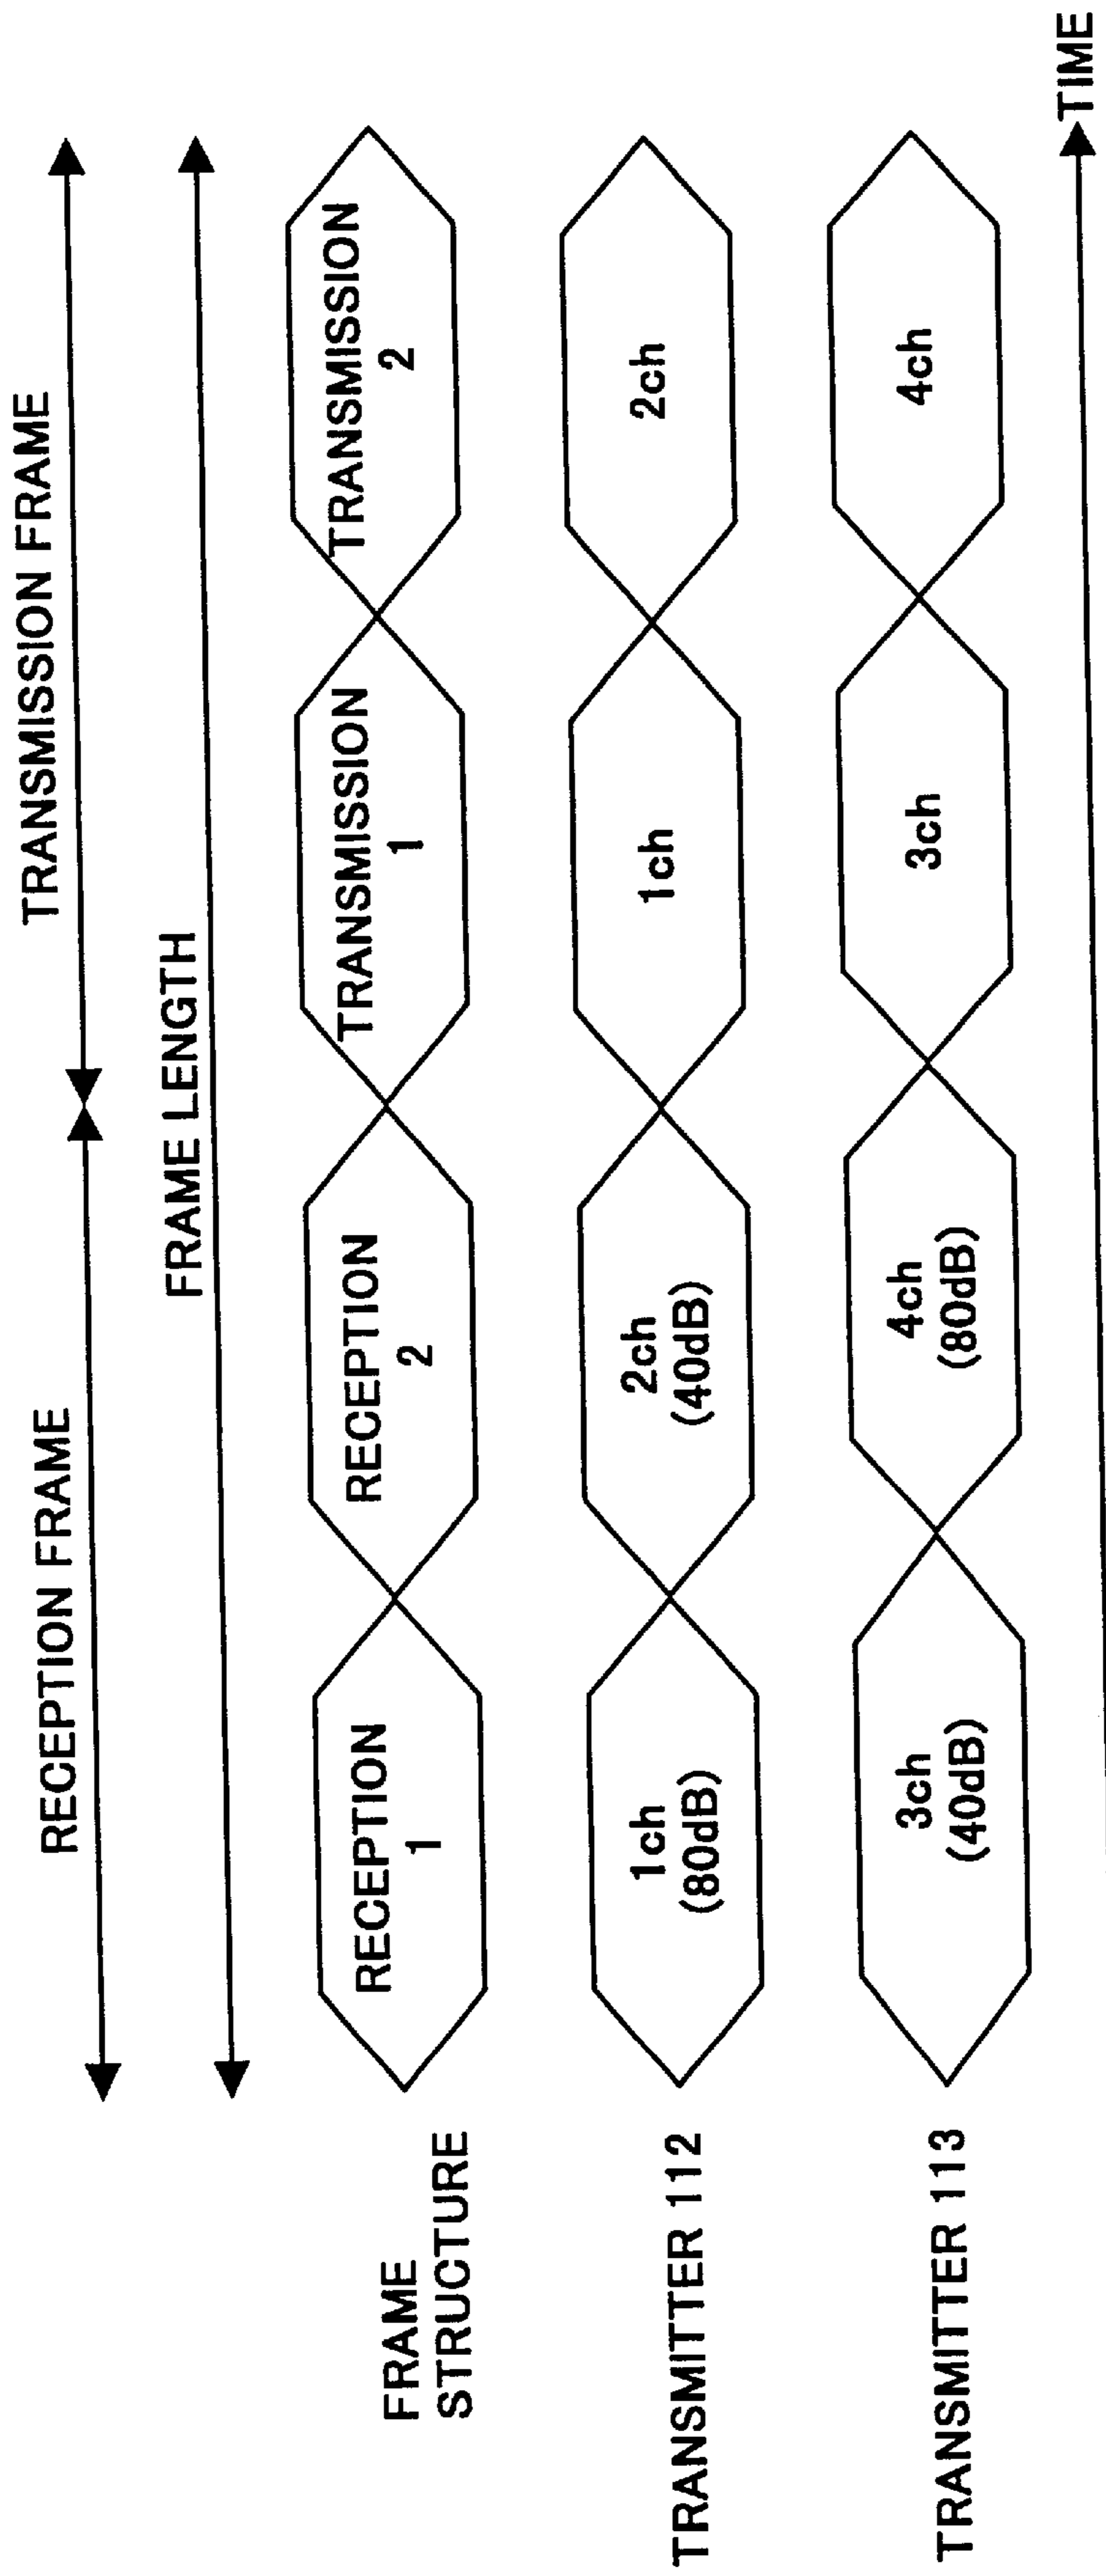 RECEPTION FRAME
TRANSMISSION FRAME
FRAME LENGTH
FRAME
STRUCTURE
RECEPTION
1
RECEPTION
2
TRANSMISSION
1
TRANSMISSION
2
TRANSMITTER 112
1ch
(80dB)
2ch
(40dB)
1ch
2ch
TRANSMITTER 113
3ch
(40dB)
4ch
(80dB)
3ch
4ch
TIME